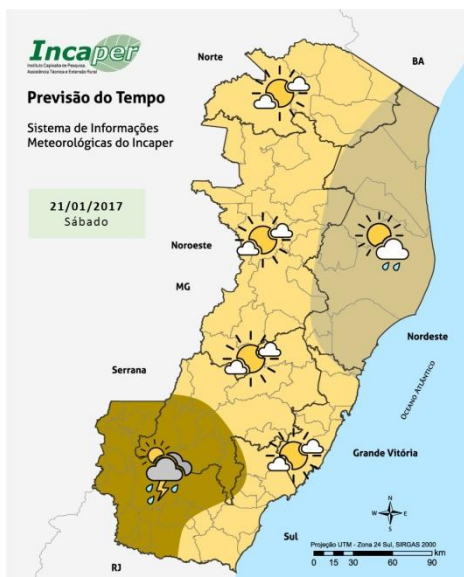 Incaper
Instituto Capixaba de Pesquisa,
Assistência Técnica e Extensão Rural
Previsão do Tempo
Sistema de Informações
Meteorológicas do Incaper
21/01/2017
Sábado
Norte
BA
Noroeste
MG
Nordeste
Serrana
OCEANO ATLÂNTICO
Grande Vitória
Sul
RJ
N
W
E
S
Projeção UTM - Zona 24 Sul, SIRGAS 2000
0 15 30 60 90
km